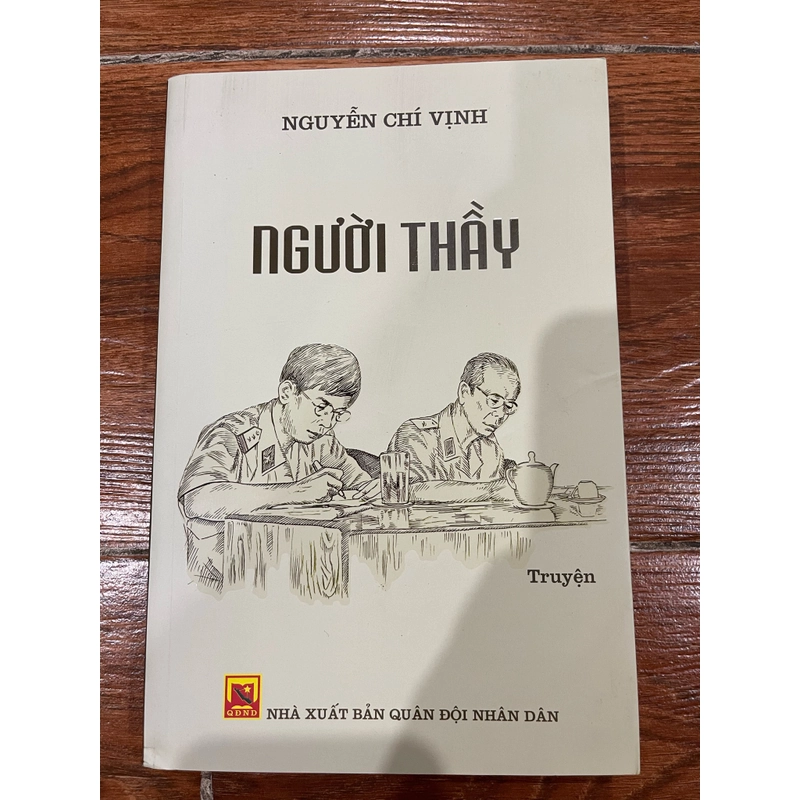 NGUYỄN CHÍ VỊNH
NGƯỜI THẦY
Truyện
QĐND
NHÀ XUẤT BẢN QUÂN ĐỘI NHÂN DÂN